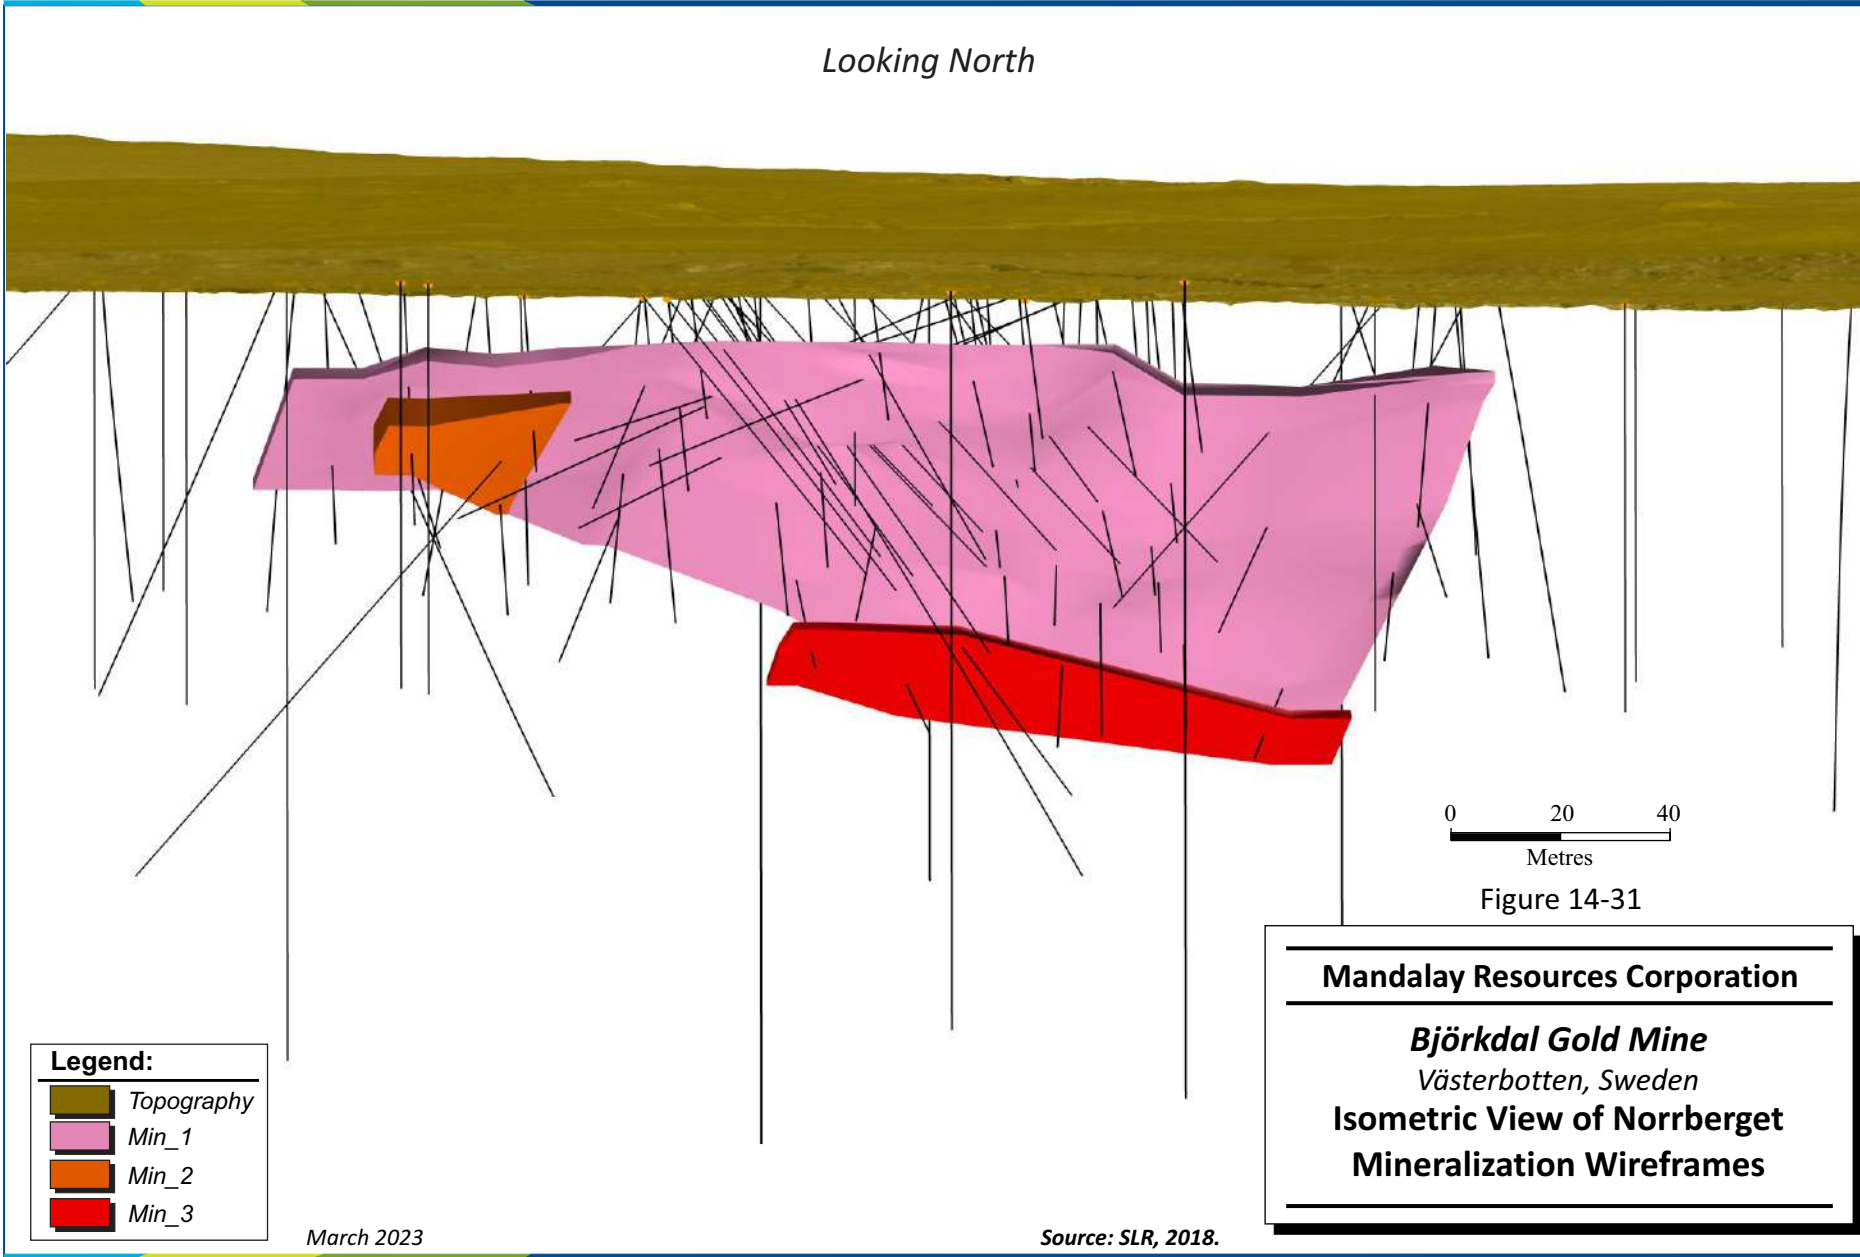 Looking North
0 20 40
Metres
Figure 14-31
Mandalay Resources Corporation
Björkdal Gold Mine
Västerbotten, Sweden
Isometric View of Norrberget
Mineralization Wireframes
Legend:
Topography
Min_1
Min_2
Min_3
March 2023
Source: SLR, 2018.